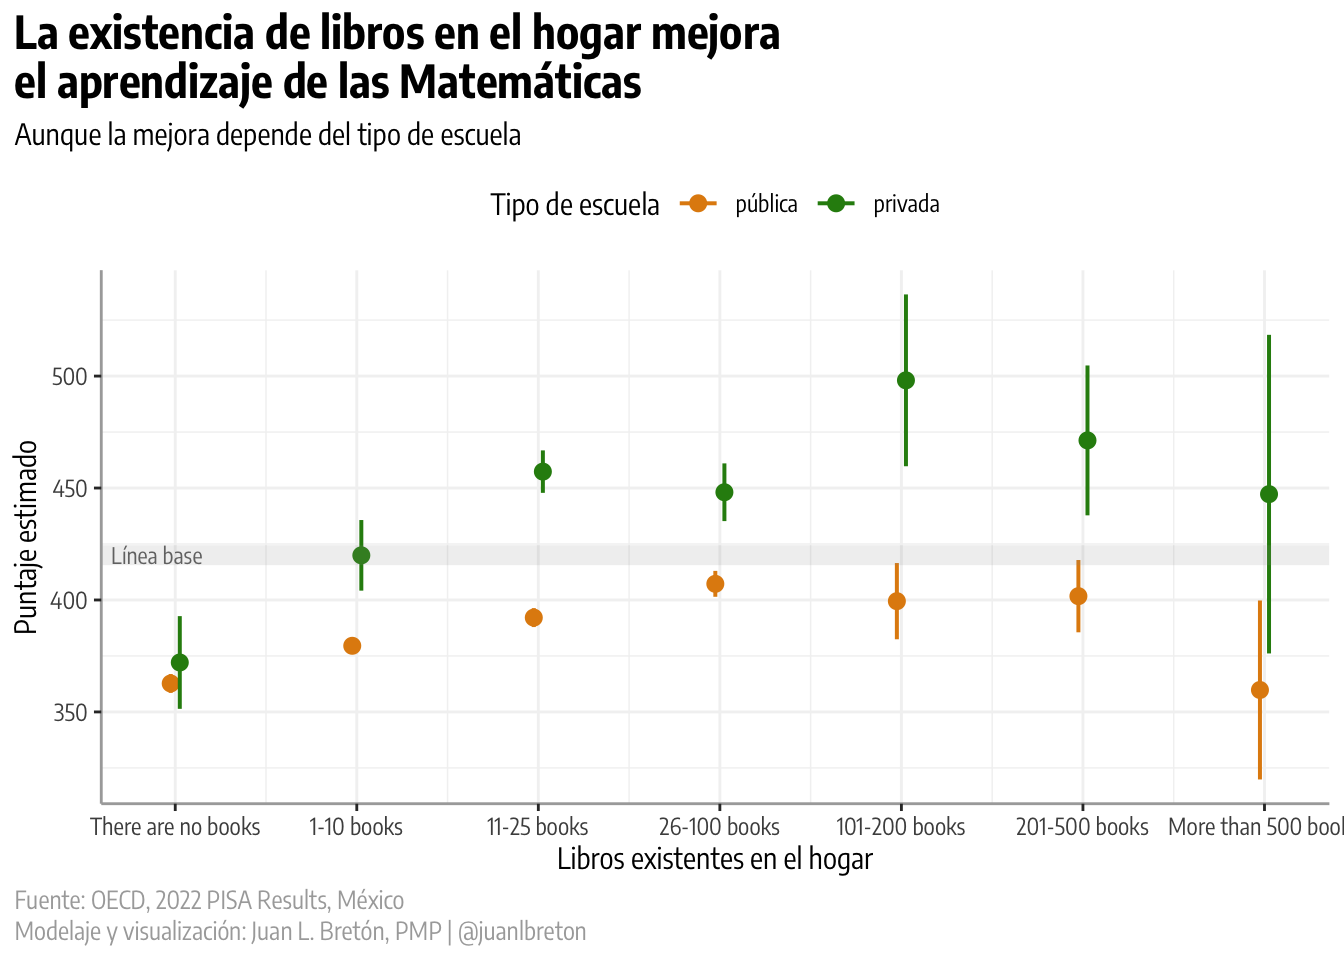 La existencia de libros en el hogar mejora
el aprendizaje de las Matemáticas
Aunque la mejora depende del tipo de escuela
Tipo de escuela pública privada
Puntaje estimado
500
450
400
350
Línea base
There are no books 1-10 books 11-25 books 26-100 books 101-200 books 201-500 books More than 500 bool
Libros existentes en el hogar
Fuente: OECD, 2022 PISA Results, México
Modelaje y visualización: Juan L. Bretón, PMP | @juanlbreton